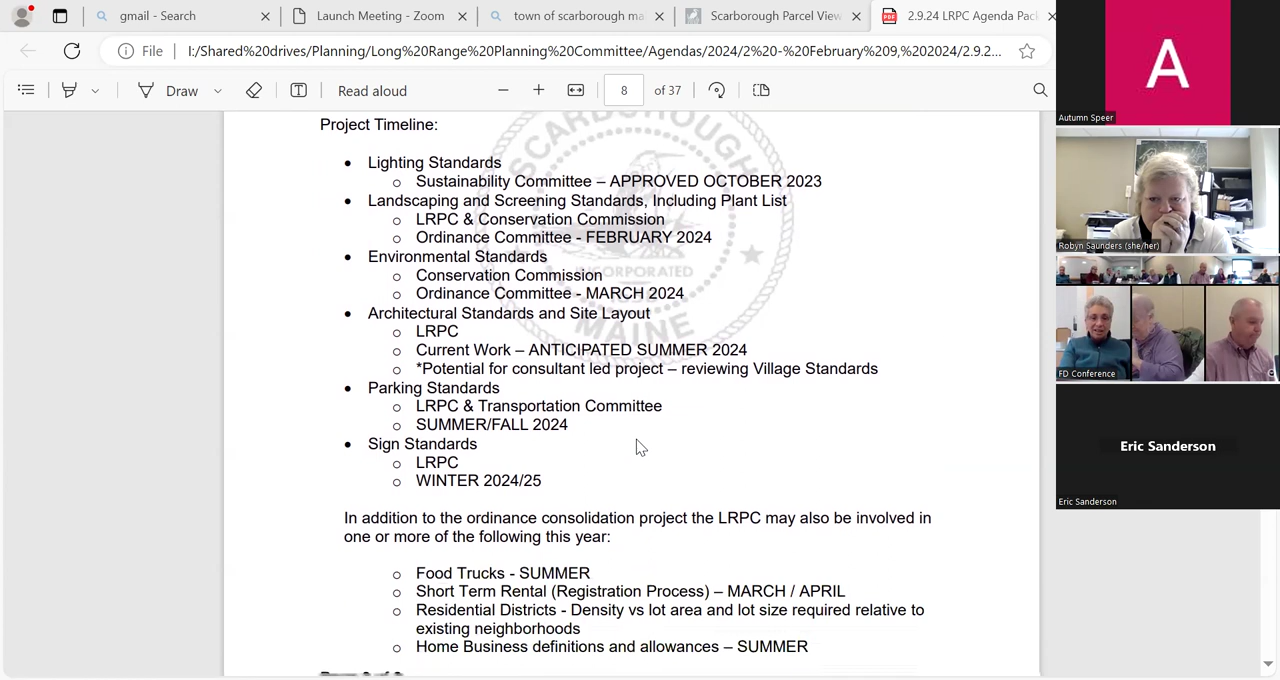 gmail - Search
Launch Meeting - Zoom
town of scarborough ma
Scarborough Parcel View
2.9.24 LRPC Agenda Pack
File
I:/Shared%20drives/Planning/Long%20Range%20Planning%20Committee/Agendas/2024/2%20-%20February%209,%202024/2.9.2...
Draw
Read aloud
8
of 37
SCARBOROUGH
INCORPORATED
MAINE
Project Timeline:
• Lighting Standards
o Sustainability Committee – APPROVED OCTOBER 2023
• Landscaping and Screening Standards, Including Plant List
o LRPC & Conservation Commission
o Ordinance Committee - FEBRUARY 2024
• Environmental Standards
o Conservation Commission
o Ordinance Committee - MARCH 2024
• Architectural Standards and Site Layout
o LRPC
o Current Work – ANTICIPATED SUMMER 2024
o *Potential for consultant led project – reviewing Village Standards
• Parking Standards
o LRPC & Transportation Committee
o SUMMER/FALL 2024
• Sign Standards
o LRPC
o WINTER 2024/25
In addition to the ordinance consolidation project the LRPC may also be involved in
one or more of the following this year:
o Food Trucks - SUMMER
o Short Term Rental (Registration Process) – MARCH / APRIL
o Residential Districts - Density vs lot area and lot size required relative to
existing neighborhoods
o Home Business definitions and allowances – SUMMER
A
Autumn Speer
Robyn Saunders (she/her)
FD Conference
Eric Sanderson
Eric Sanderson